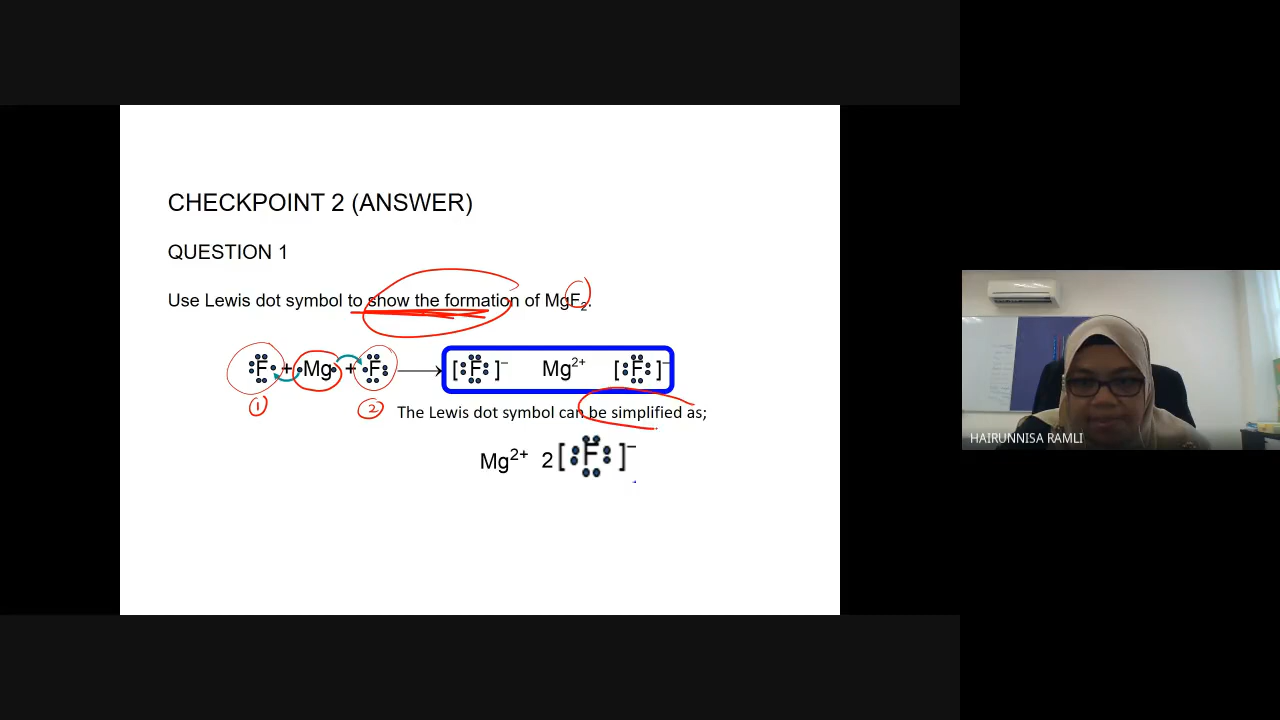 CHECKPOINT 2 (ANSWER)
QUESTION 1
Use Lewis dot symbol to show the formation of MgF₂.
F + Mg + F → [ F ]⁻ Mg²⁺ [ F ]⁻
1 2
The Lewis dot symbol can be simplified as;
Mg²⁺ 2 [ F ]⁻
HAIRUNNISA RAMLI